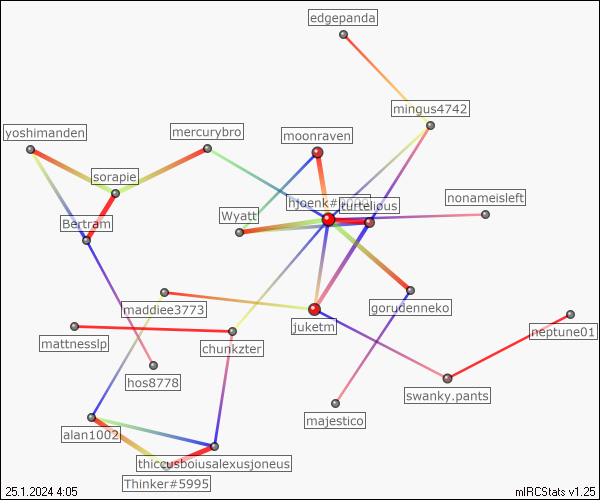 edgepanda
mingus4742
yoshimanden
mercurybro
moonraven
sorapie
nonameisleft
hjoenk#
turtelious
Wyatt
Bertram
maddiee3773
gorudenneko
juketm
neptune01
mattnesslp
chunkzter
hos8778
swanky.pants
majestico
alan1002
thiccusboiusalexusjoneus
Thinker#5995
25.1.2024 4:05
mIRCStats v1.25